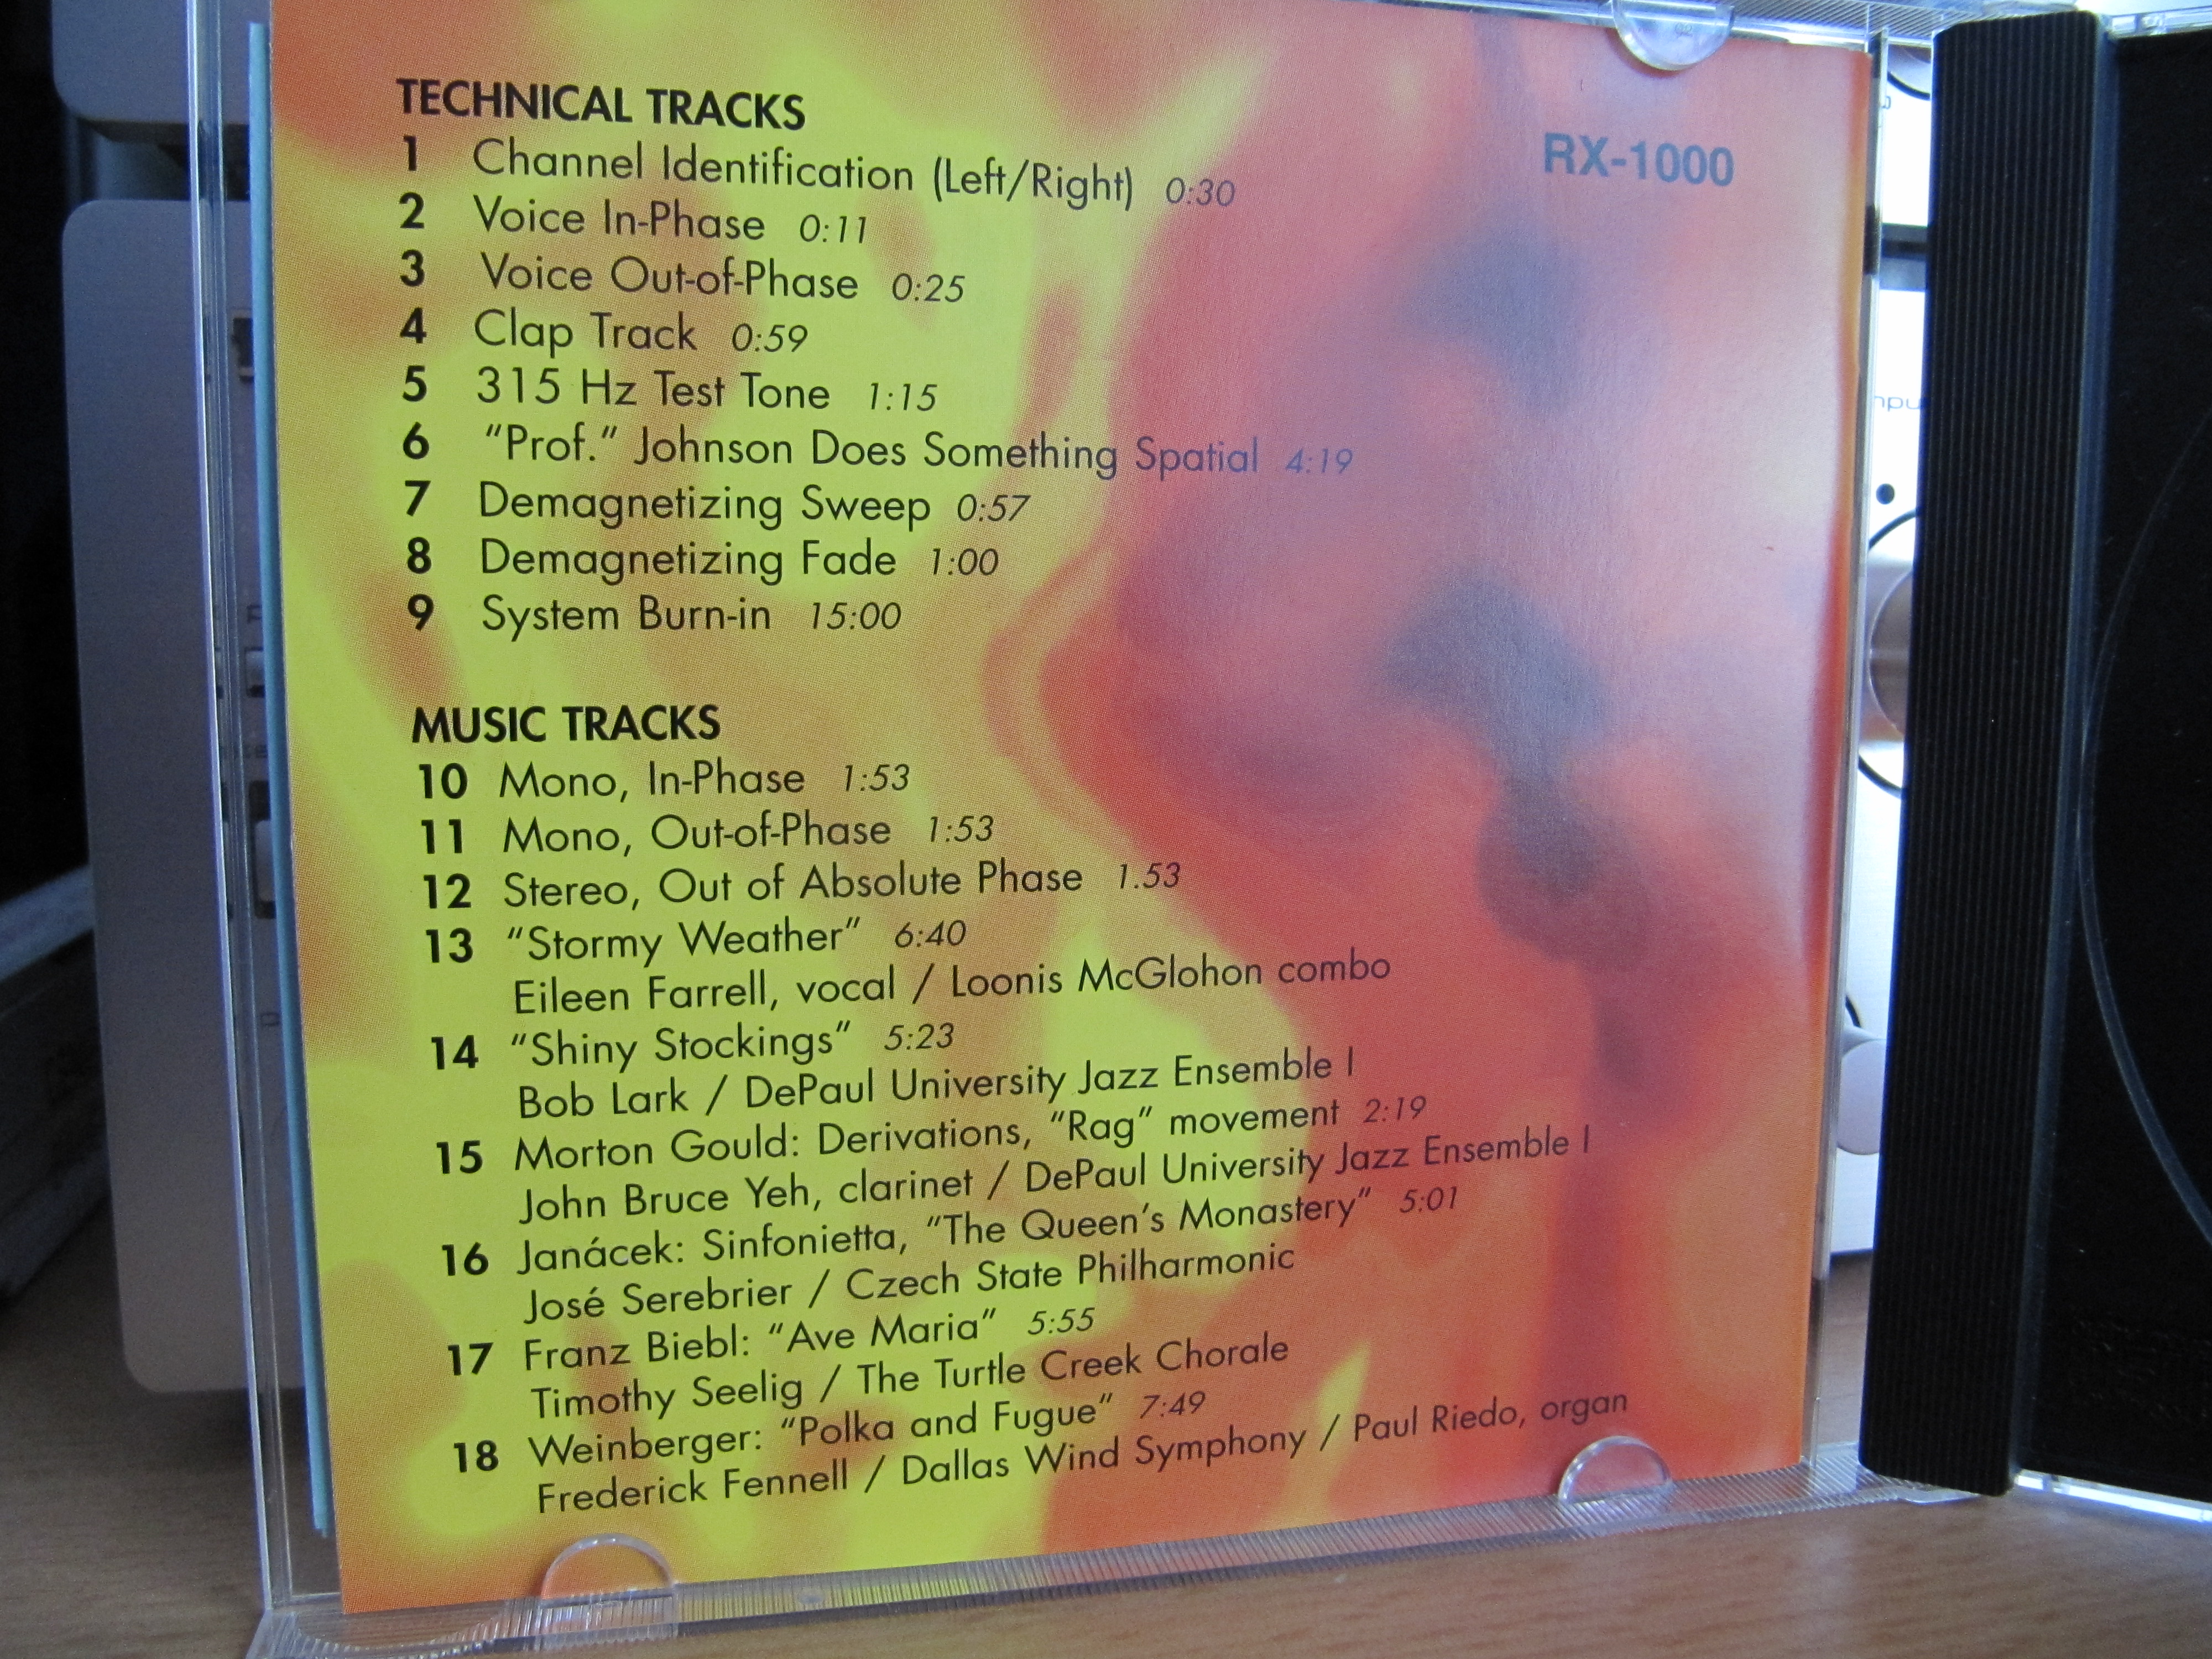 TECHNICAL TRACKS
RX-1000
1 Channel Identification (Left/Right) 0:30
2 Voice In-Phase 0:11
3 Voice Out-of-Phase 0:25
4 Clap Track 0:59
5 315 Hz Test Tone 1:15
6 "Prof." Johnson Does Something Spatial 4:19
7 Demagnetizing Sweep 0:57
8 Demagnetizing Fade 1:00
9 System Burn-in 15:00
MUSIC TRACKS
10 Mono, In-Phase 1:53
11 Mono, Out-of-Phase 1:53
12 Stereo, Out of Absolute Phase 1.53
13 "Stormy Weather" 6:40
Eileen Farrell, vocal / Loonis McGlohon combo
14 "Shiny Stockings" 5:23
Bob Lark / DePaul University Jazz Ensemble I
15 Morton Gould: Derivations, "Rag" movement 2:19
John Bruce Yeh, clarinet / DePaul University Jazz Ensemble I
16 Janácek: Sinfonietta, "The Queen's Monastery" 5:01
José Serebrier / Czech State Philharmonic
17 Franz Biebl: "Ave Maria" 5:55
Timothy Seelig / The Turtle Creek Chorale
18 Weinberger: "Polka and Fugue" 7:49
Frederick Fennell / Dallas Wind Symphony / Paul Riedo, organ